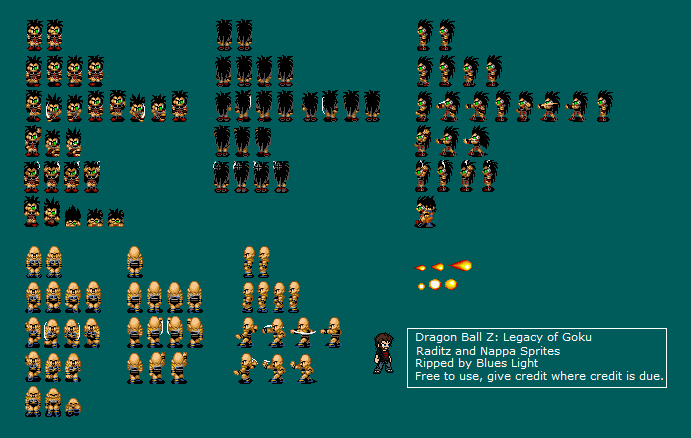 Dragon Ball Z: Legacy of Goku
Raditz and Nappa Sprites
Ripped by Blues Light
Free to use, give credit where credit is due.